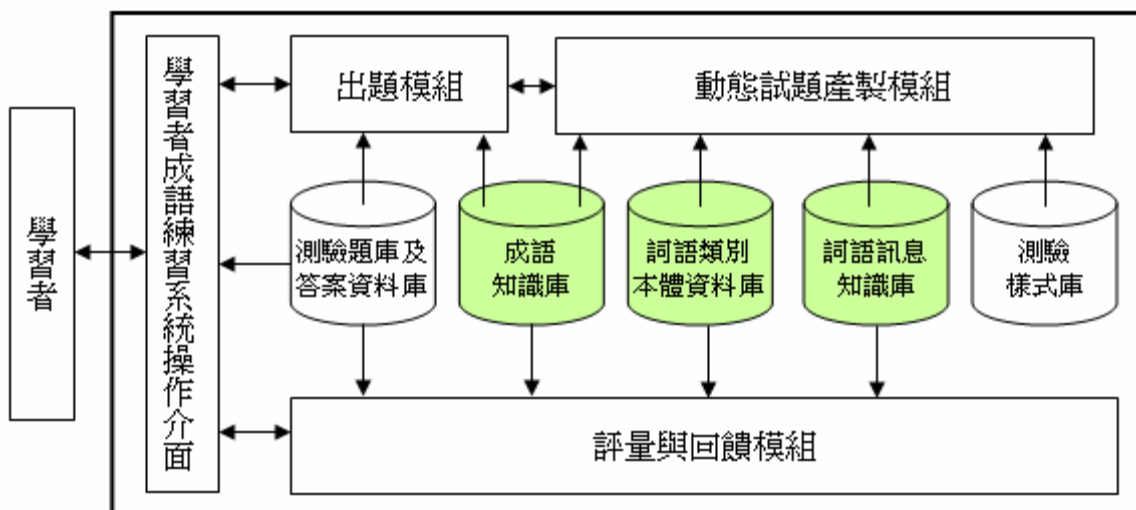 學習者
學習者成語練習系統操作介面
出題模組
動態試題產製模組
測驗題庫及
答案資料庫
成語
知識庫
詞語類別
本體資料庫
詞語訊息
知識庫
測驗
樣式庫
評量與回饋模組